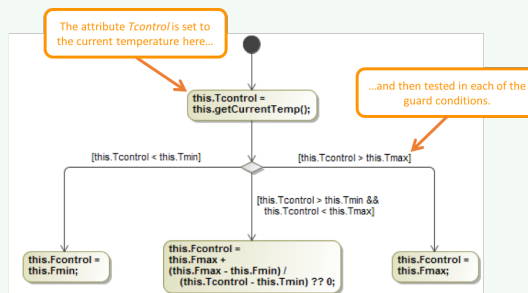 The attribute Tcontrol is set to
the current temperature here…
…and then tested in each of the
guard conditions.
this.Tcontrol =
this.getCurrentTemp();
[this.Tcontrol < this.Tmin]
[this.Tcontrol > this.Tmax]
[this.Tcontrol > this.Tmin &&
this.Tcontrol < this.Tmax]
this.Fcontrol =
this.Fmin;
this.Fcontrol =
this.Fmax +
(this.Fmax - this.Fmin) /
(this.Tcontrol - this.Tmin) ?? 0;
this.Fcontrol =
this.Fmax;